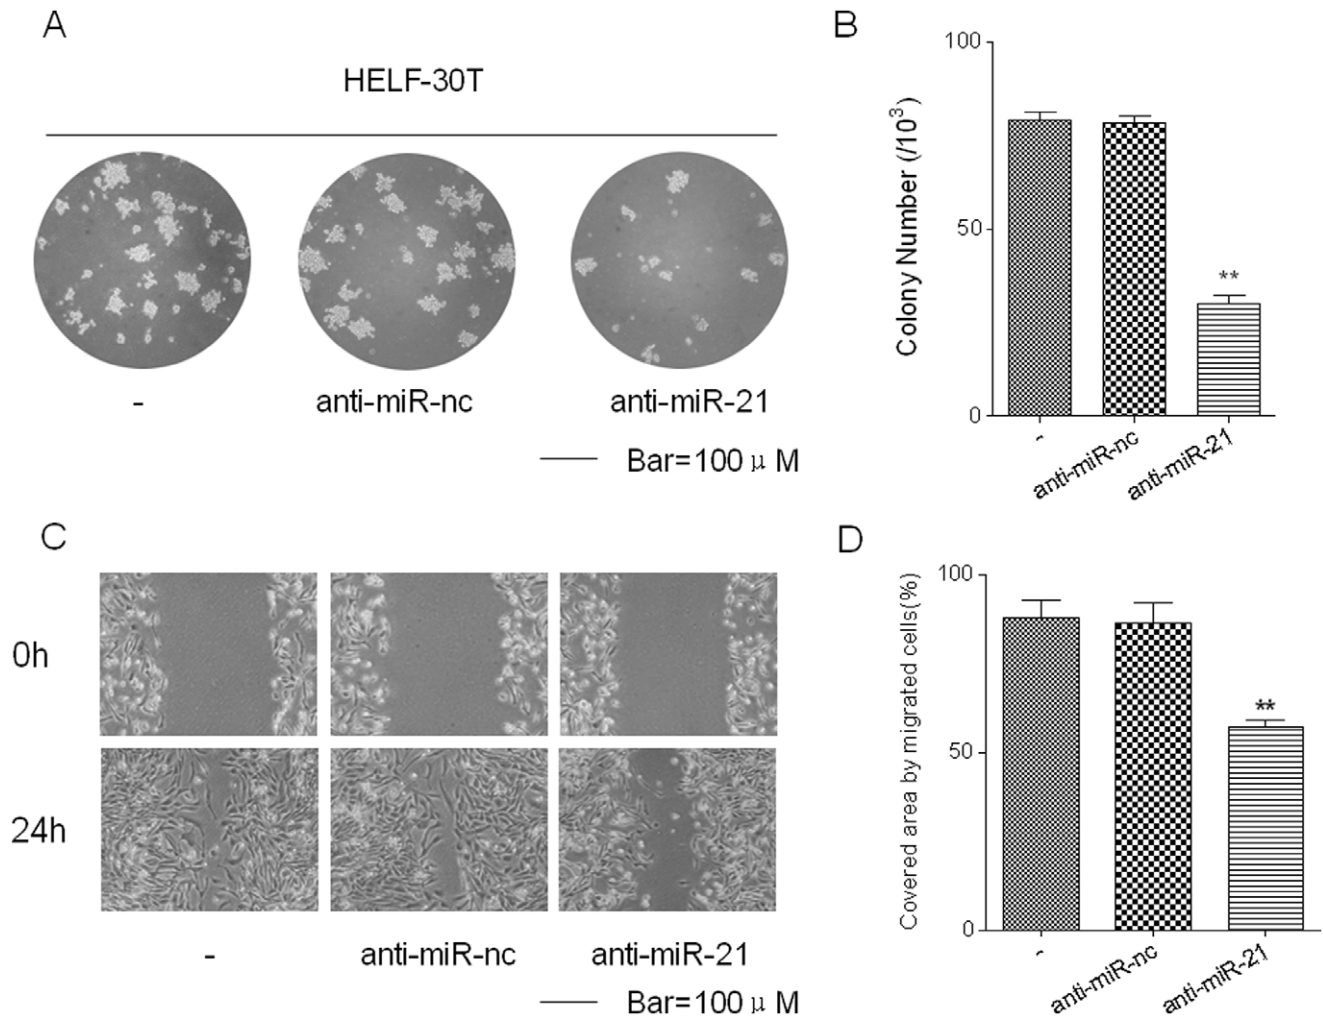 A
HELF-30T
-
anti-miR-nc
anti-miR-21
Bar=100 μ M
B
100
50
0
Colony Number (/10³)
**
-
anti-miR-nc
anti-miR-21
C
0h
24h
-
anti-miR-nc
anti-miR-21
Bar=100 μ M
D
100
50
0
Covered area by migrated cells(%)
**
-
anti-miR-nc
anti-miR-21